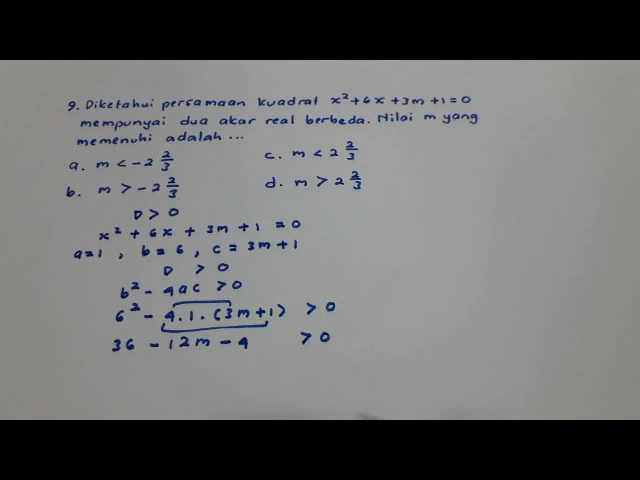 9. Diketahui persamaan kuadrat x² + 6x + 3m + 1 = 0
mempunyai dua akar real berbeda. Nilai m yang
memenuhi adalah ...
a. m < -2 2/3
c. m < 2 2/3
b. m > -2 2/3
d. m > 2 2/3
D > 0
x² + 6x + 3m + 1 = 0
a = 1 , b = 6 , c = 3m + 1
D > 0
b² - 4ac > 0
6² - 4.1.(3m+1) > 0
36 - 12m - 4 > 0